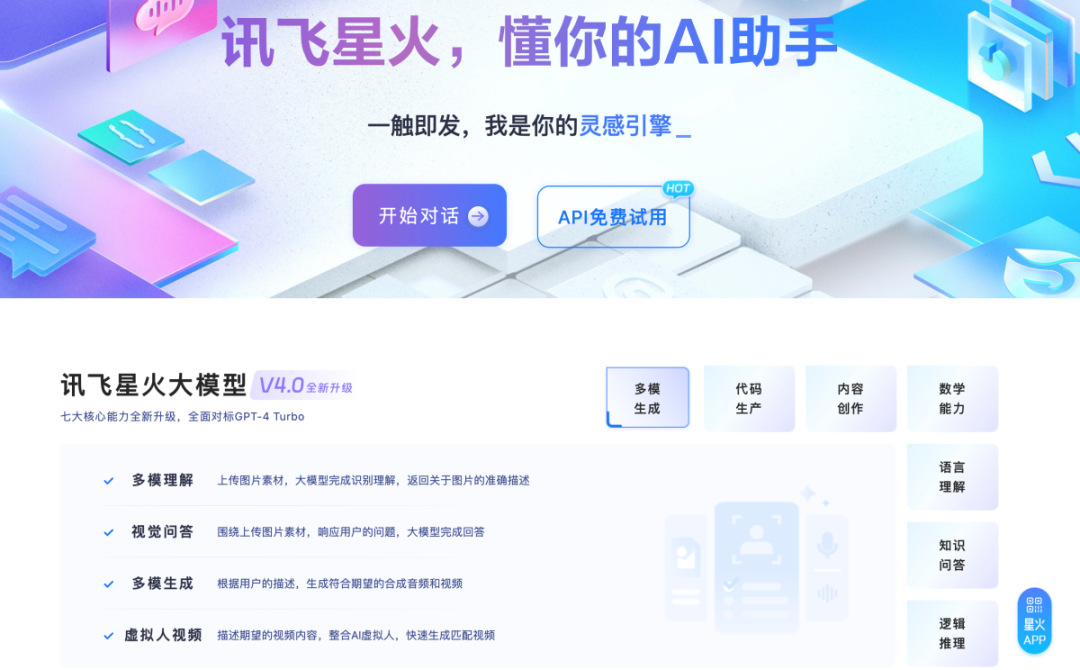 讯飞星火，懂你的AI助手
一触即发，我是你的灵感引擎_
开始对话
API免费试用
HOT
讯飞星火大模型 V4.0 全新升级
七大核心能力全新升级，全面对标GPT-4 Turbo
多模
生成
代码
生产
内容
创作
数学
能力
语言
理解
知识
问答
逻辑
推理
多模理解 上传图片素材，大模型完成识别理解，返回关于图片的准确描述
视觉问答 围绕上传图片素材，响应用户的问题，大模型完成回答
多模生成 根据用户的描述，生成符合期望的合成音频和视频
虚拟人视频 描述期望的视频内容，整合AI虚拟人，快速生成匹配视频
星火
APP